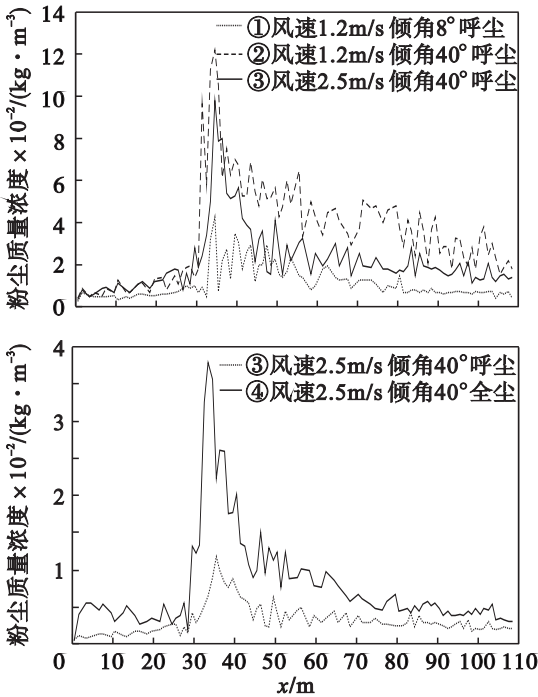 14
12
10
8
6
4
2
0
粉尘质量浓度×10⁻²/(kg·m⁻³)
①风速1.2m/s 倾角8°呼尘
②风速1.2m/s 倾角40°呼尘
③风速2.5m/s 倾角40°呼尘
4
3
2
1
0
粉尘质量浓度×10⁻²/(kg·m⁻³)
③风速2.5m/s 倾角40°呼尘
④风速2.5m/s 倾角40°全尘
10 20 30 40 50 60 70 80 90 100 110
x/m